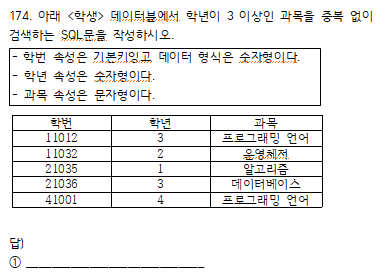 174. 아래 <학생> 데이터블에서 학년이 3 이상인 과목을 중복 없이
검색하는 SQL문을 작성하시오.
- 학번 속성은 기본키잉고 데이터 형식은 숫자형이다.
- 학년 속성은 숫자형이다.
- 과목 속성은 문자형이다.
학번 학년 과목
11012 3 프로그래밍 언어
11032 2 운영체제
21035 1 알고리즘
21036 3 데이터베이스
41001 4 프로그래밍 언어
답)
① ____________________________